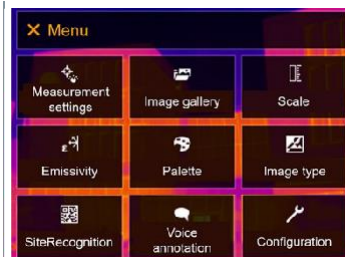 Menu
Measurement
settings
Image gallery
Scale
Emissivity
Palette
Image type
SiteRecognition
Voice
annotation
Configuration